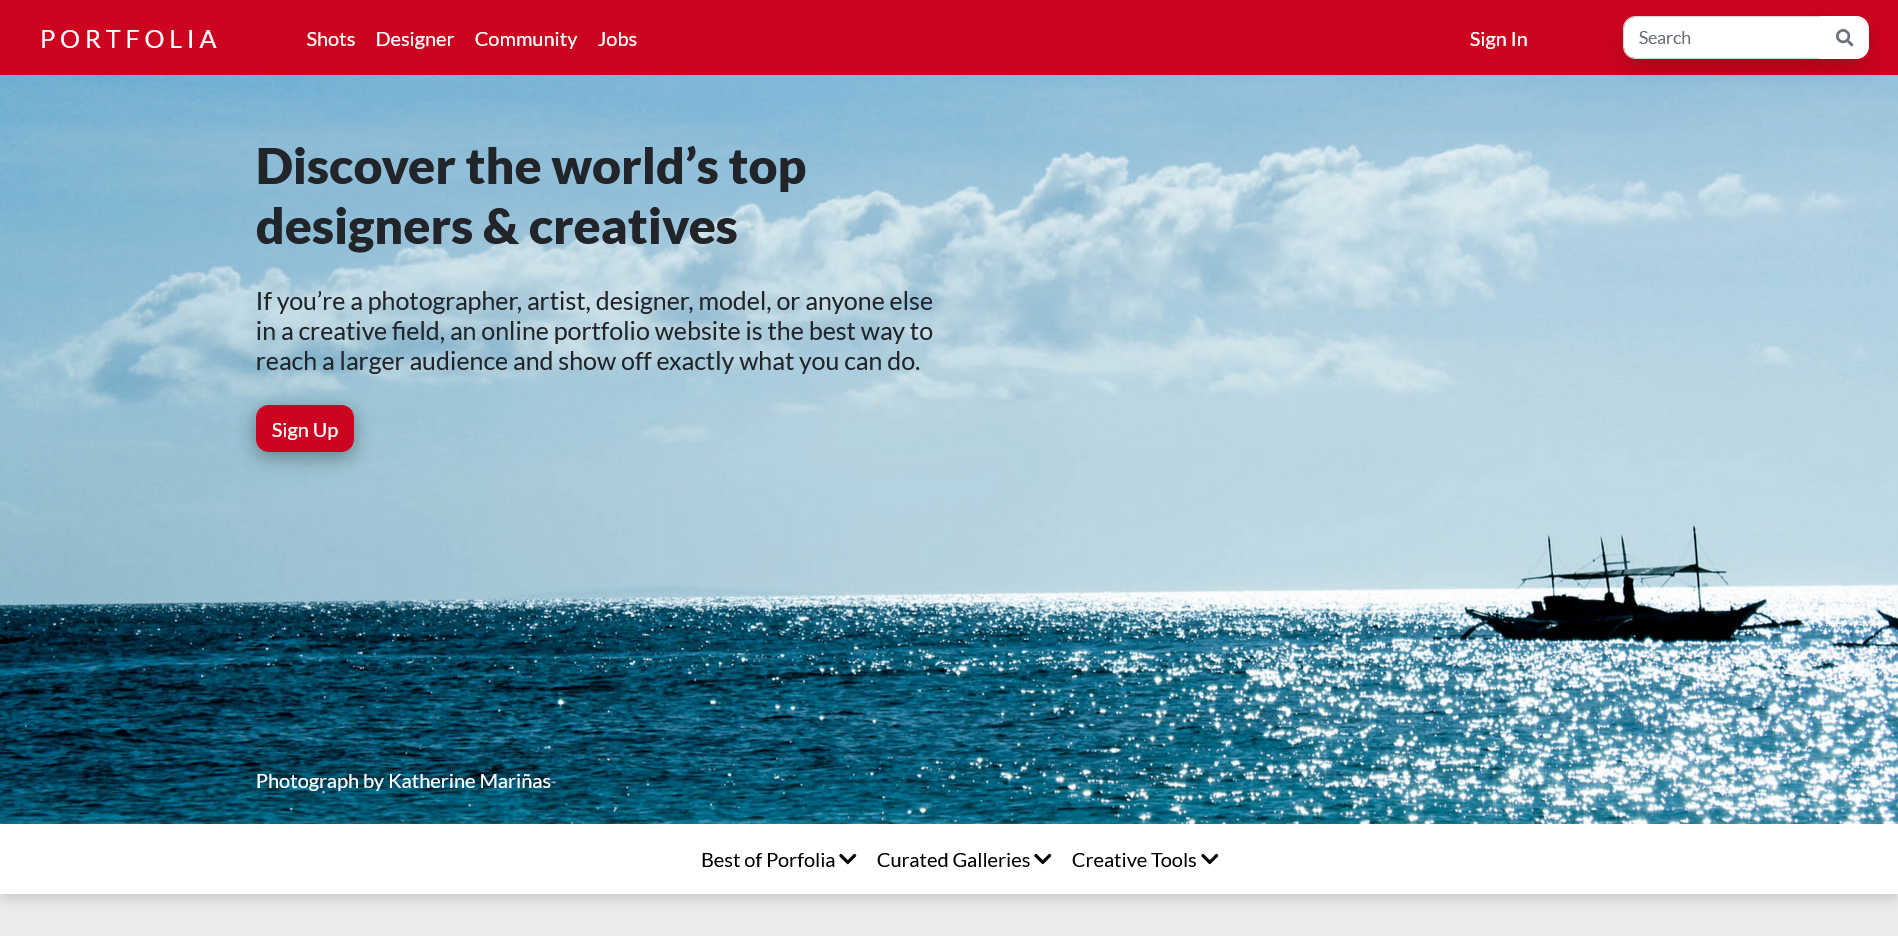 PORTFOLIA
Shots Designer Community Jobs
Sign In
Search
Discover the world’s top
designers & creatives
If you’re a photographer, artist, designer, model, or anyone else
in a creative field, an online portfolio website is the best way to
reach a larger audience and show off exactly what you can do.
Sign Up
Photograph by Katherine Mariñas
Best of Porfolia Curated Galleries Creative Tools